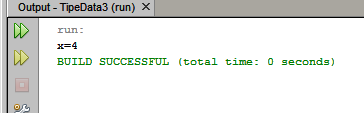 Output - TipeData3 (run)
run:
x=4
BUILD SUCCESSFUL (total time: 0 seconds)